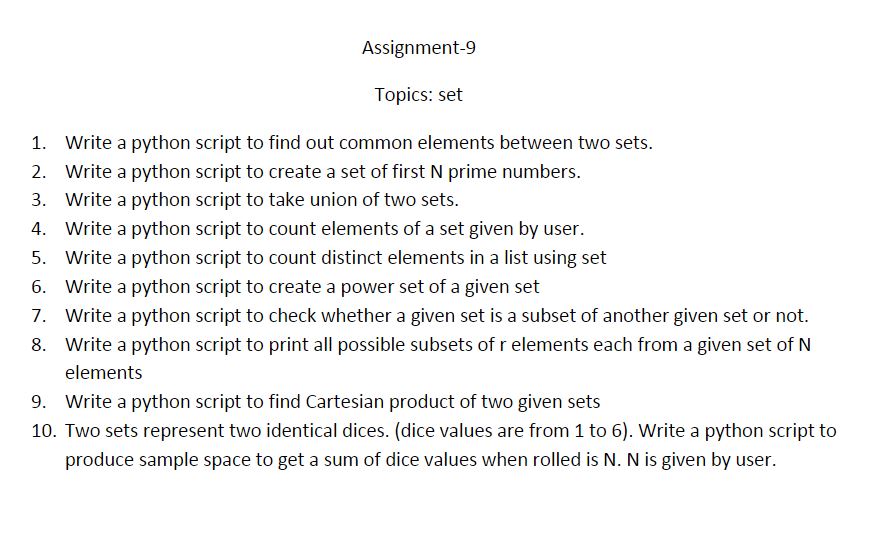 Assignment-9
Topics: set
1. Write a python script to find out common elements between two sets.
2. Write a python script to create a set of first N prime numbers.
3. Write a python script to take union of two sets.
4. Write a python script to count elements of a set given by user.
5. Write a python script to count distinct elements in a list using set
6. Write a python script to create a power set of a given set
7. Write a python script to check whether a given set is a subset of another given set or not.
8. Write a python script to print all possible subsets of r elements each from a given set of N
elements
9. Write a python script to find Cartesian product of two given sets
10. Two sets represent two identical dices. (dice values are from 1 to 6). Write a python script to
produce sample space to get a sum of dice values when rolled is N. N is given by user.